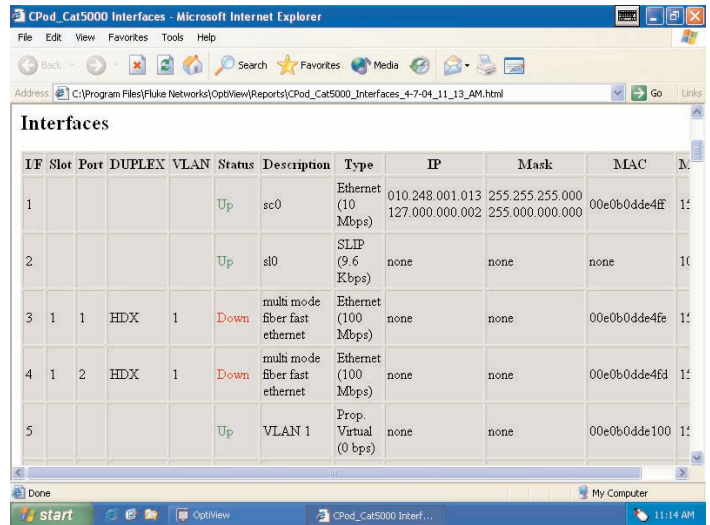 CPod_Cat5000 Interfaces - Microsoft Internet Explorer
File Edit View Favorites Tools Help
Back Search Favorites Media
Address C:\Program Files\Fluke Networks\OptiView\Reports\CPod_Cat5000_Interfaces_4-7-04_11_13_AM.html Go Links
Interfaces
I/F Slot Port DUPLEX VLAN Status Description Type IP Mask MAC
1 Up sc0 Ethernet (10 Mbps) 010.248.001.013 127.000.000.002 255.255.255.000 255.000.000.000 00e0b0dde4ff
2 Up sl0 SLIP (9.6 Kbps) none none none
3 1 1 HDX 1 Down multi mode fiber fast ethernet Ethernet (100 Mbps) none none 00e0b0dde4fe
4 1 2 HDX 1 Down multi mode fiber fast ethernet Ethernet (100 Mbps) none none 00e0b0dde4fd
5 Up VLAN 1 Prop. Virtual (0 bps) none none 00e0b0dde100
Done My Computer
start OptiView CPod_Cat5000 Interf... 11:14 AM